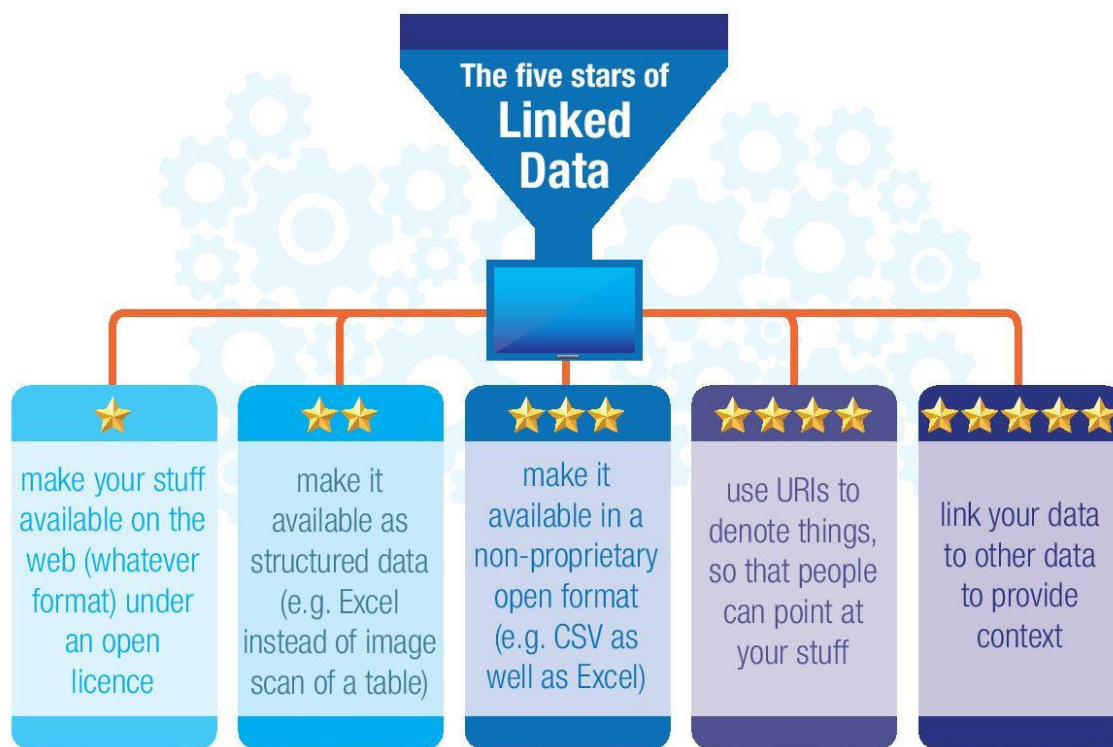 The five stars of
Linked
Data
make your stuff
available on the
web (whatever
format) under
an open
licence
make it
available as
structured data
(e.g. Excel
instead of image
scan of a table)
make it
available in a
non-proprietary
open format
(e.g. CSV as
well as Excel)
use URIs to
denote things,
so that people
can point at
your stuff
link your data
to other data
to provide
context